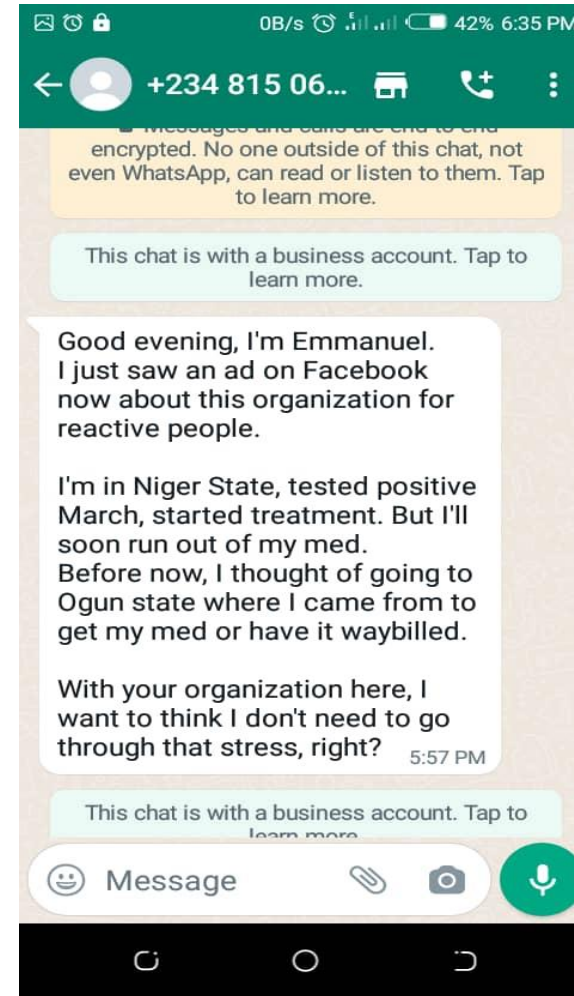 0B/s 42% 6:35 PM
+234 815 06...
encrypted. No one outside of this chat, not
even WhatsApp, can read or listen to them. Tap
to learn more.
This chat is with a business account. Tap to
learn more.
Good evening, I'm Emmanuel.
I just saw an ad on Facebook
now about this organization for
reactive people.
I'm in Niger State, tested positive
March, started treatment. But I'll
soon run out of my med.
Before now, I thought of going to
Ogun state where I came from to
get my med or have it waybilled.
With your organization here, I
want to think I don't need to go
through that stress, right?
5:57 PM
This chat is with a business account. Tap to
learn more
Message